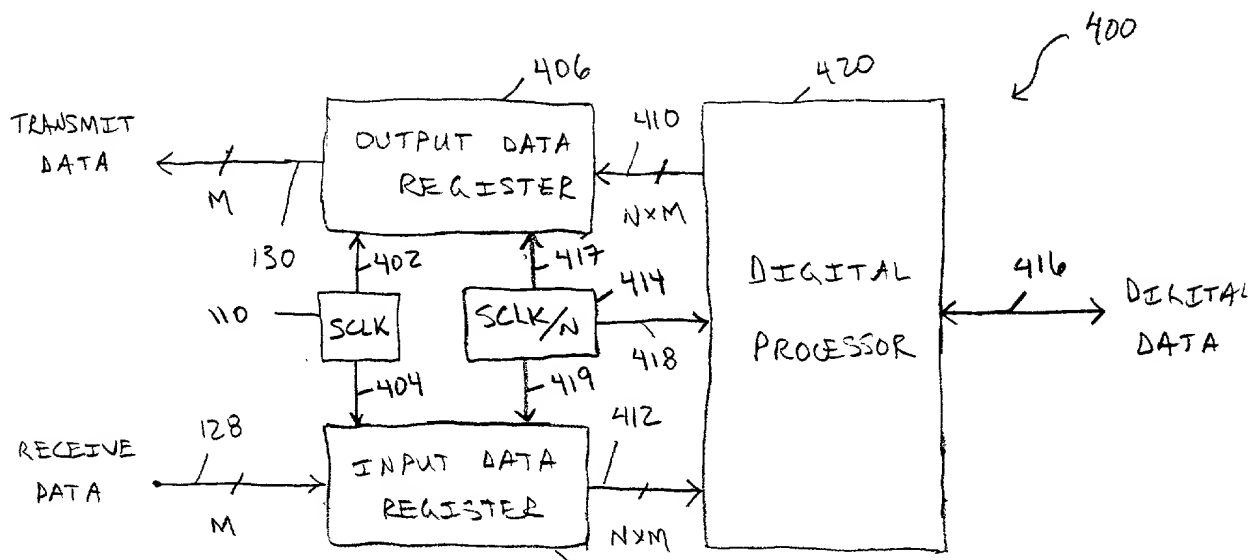 400
406
420
TRANSMIT
DATA
M
130
OUTPUT DATA
REGISTER
410
N×M
402
417
110
SCLK
SCLK/N
414
418
404
419
DIGITAL
PROCESSOR
416
DIGITAL
DATA
RECEIVE
DATA
128
M
INPUT DATA
REGISTER
412
N×M